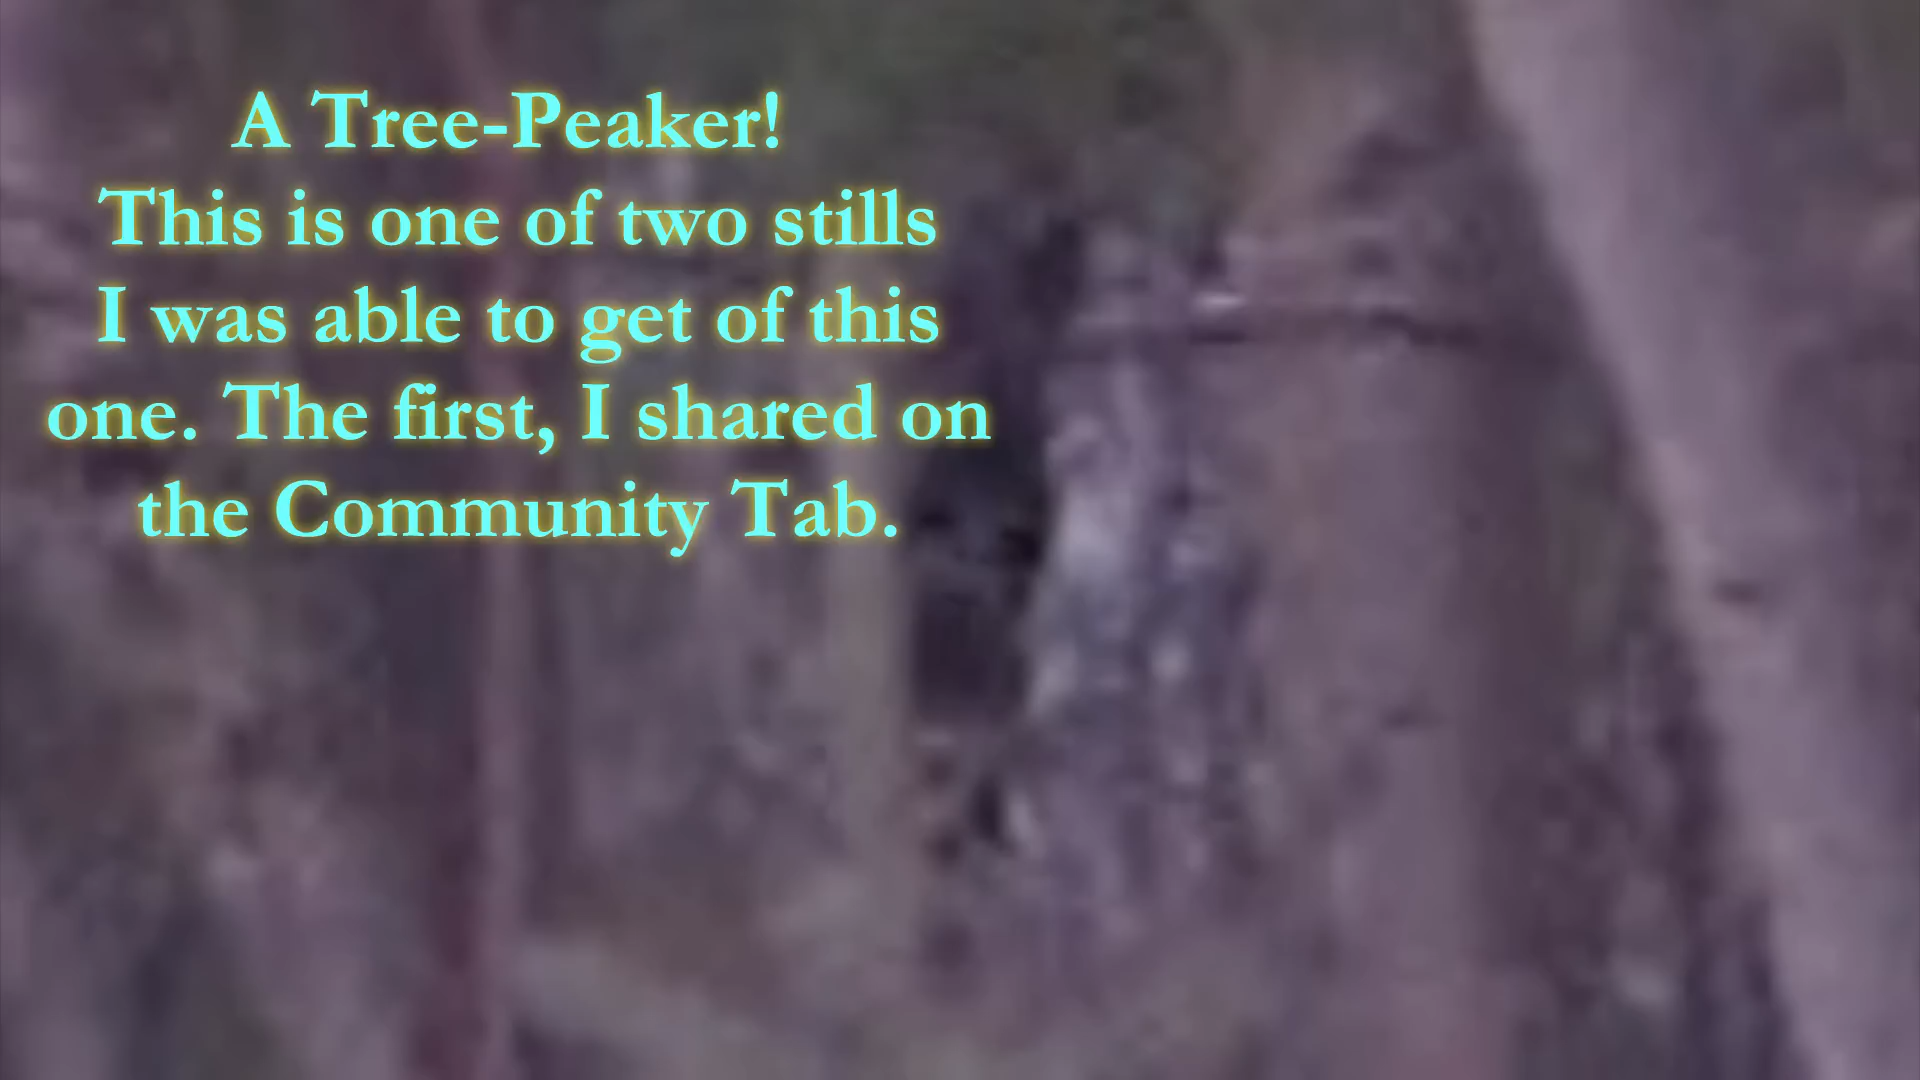 A Tree-Peaker!
This is one of two stills
I was able to get of this
one. The first, I shared on
the Community Tab.